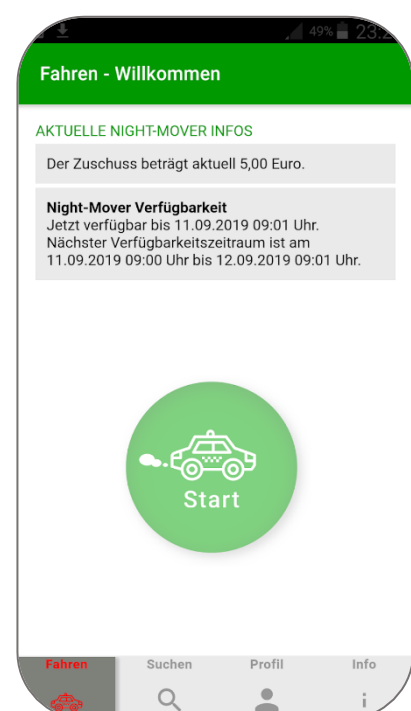 49%
Fahren - Willkommen
AKTUELLE NIGHT-MOVER INFOS
Der Zuschuss beträgt aktuell 5,00 Euro.
Night-Mover Verfügbarkeit
Jetzt verfügbar bis 11.09.2019 09:01 Uhr.
Nächster Verfügbarkeitszeitraum ist am
11.09.2019 09:00 Uhr bis 12.09.2019 09:01 Uhr.
Start
Fahren Suchen Profil Info